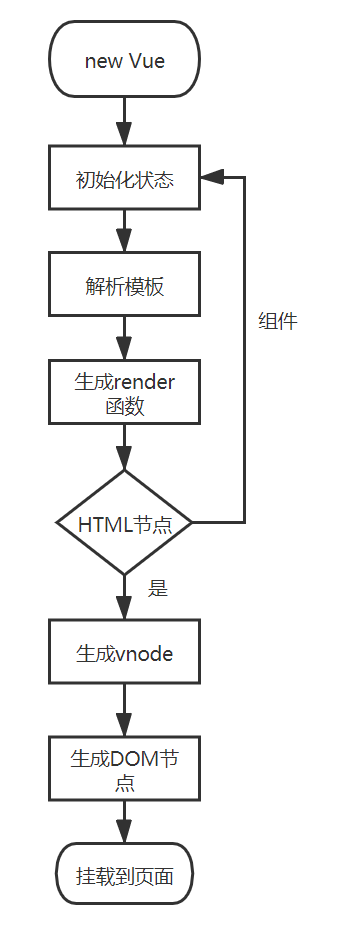 new Vue
初始化状态
解析模板
组件
生成render
函数
HTML节点
是
生成vnode
生成DOM节
点
挂载到页面